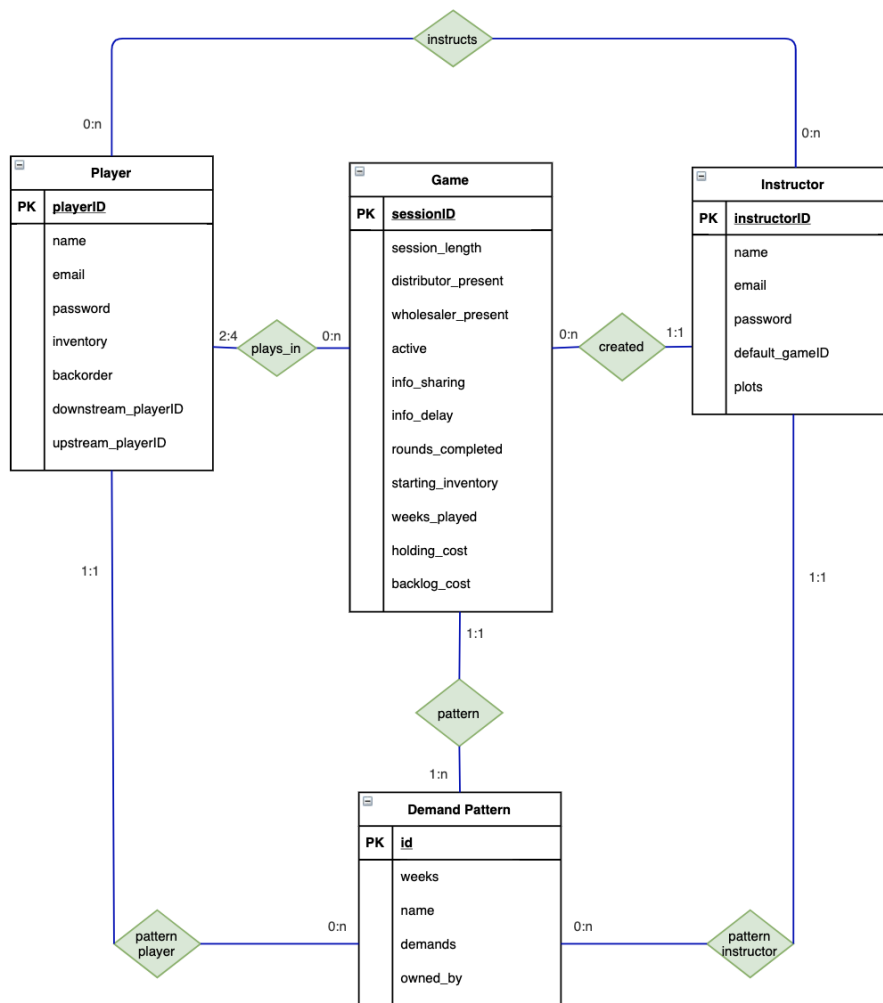 instructs
0:n
0:n
Player
PK playerID
name
email
password
inventory
backorder
downstream_playerID
upstream_playerID
2:4
plays_in
0:n
Game
PK sessionID
session_length
distributor_present
wholesaler_present
active
info_sharing
info_delay
rounds_completed
starting_inventory
weeks_played
holding_cost
backlog_cost
0:n
created
1:1
Instructor
PK instructorID
name
email
password
default_gameID
plots
1:1
1:1
1:1
pattern
1:n
Demand Pattern
PK id
weeks
name
demands
owned_by
pattern
player
0:n
0:n
pattern
instructor